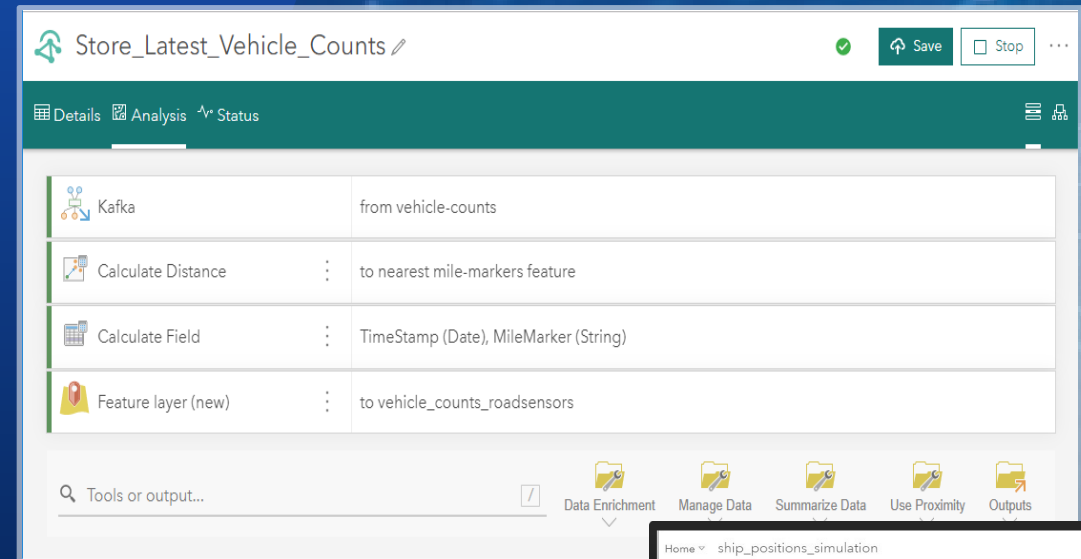 Store_Latest_Vehicle_Counts
Save
Stop
Details Analysis Status
Kafka from vehicle-counts
Calculate Distance to nearest mile-markers feature
Calculate Field TimeStamp (Date), MileMarker (String)
Feature layer (new) to vehicle_counts_roadsensors
Tools or output... /
Data Enrichment Manage Data Summarize Data Use Proximity Outputs
Home ship_positions_simulation